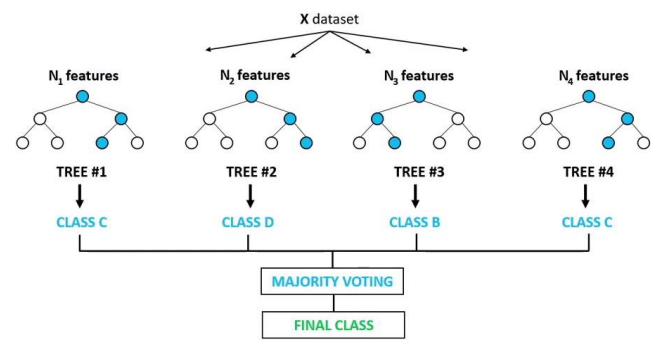 X dataset
N1 features
N2 features
N3 features
N4 features
TREE #1
TREE #2
TREE #3
TREE #4
CLASS C
CLASS D
CLASS B
CLASS C
MAJORITY VOTING
FINAL CLASS